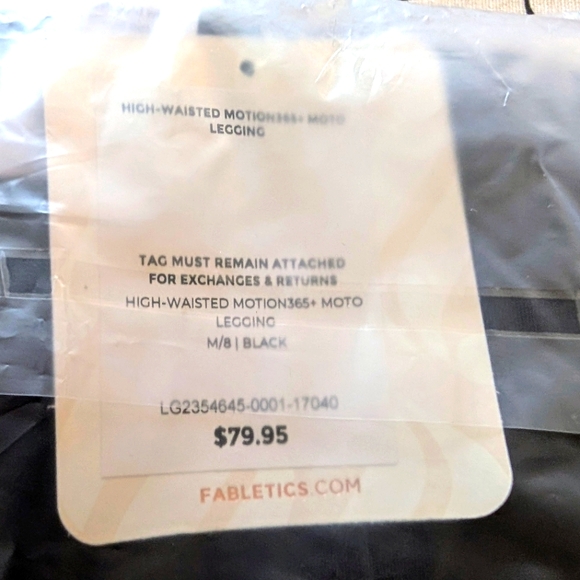 HIGH-WAISTED MOTION365+ MOTO
LEGGING
TAG MUST REMAIN ATTACHED
FOR EXCHANGES & RETURNS
HIGH-WAISTED MOTION365+ MOTO
LEGGING
M/8 | BLACK
LG2354645-0001-17040
$79.95
FABLETICS.COM